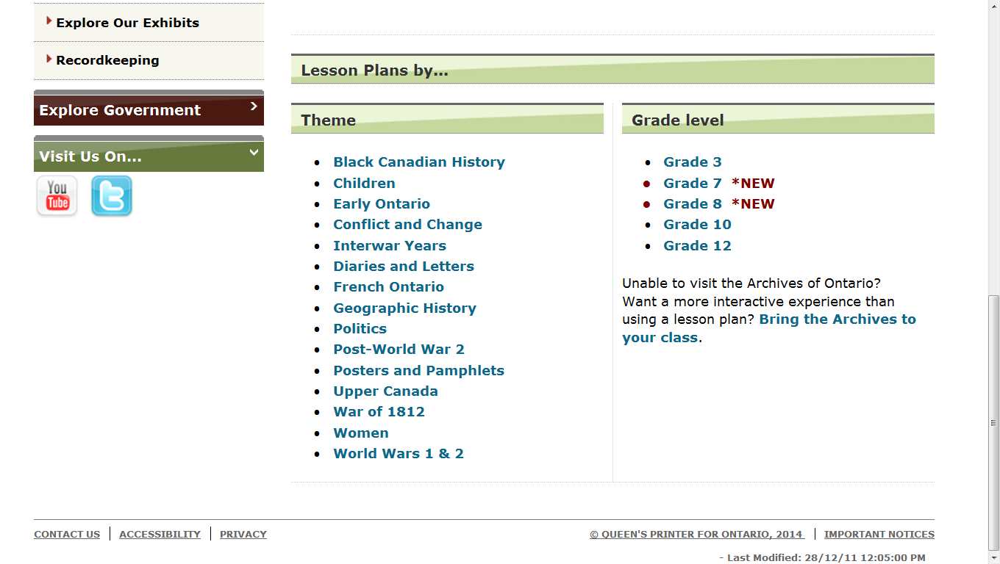 Explore Our Exhibits
Recordkeeping
Explore Government
Visit Us On...
You
Tube
Lesson Plans by...
Theme
Black Canadian History
Children
Early Ontario
Conflict and Change
Interwar Years
Diaries and Letters
French Ontario
Geographic History
Politics
Post-World War 2
Posters and Pamphlets
Upper Canada
War of 1812
Women
World Wars 1 & 2
Grade level
Grade 3
Grade 7 *NEW
Grade 8 *NEW
Grade 10
Grade 12
Unable to visit the Archives of Ontario?
Want a more interactive experience than
using a lesson plan? Bring the Archives to
your class.
CONTACT US | ACCESSIBILITY | PRIVACY
© QUEEN'S PRINTER FOR ONTARIO, 2014 | IMPORTANT NOTICES
- Last Modified: 28/12/11 12:05:00 PM